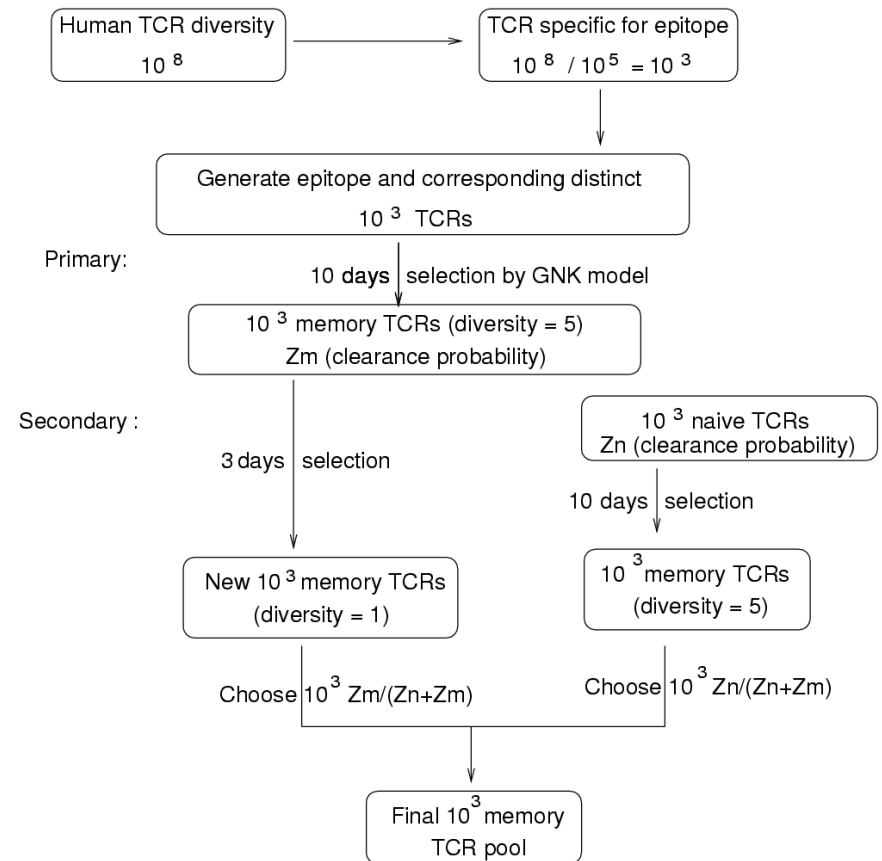 Human TCR diversity
10 8
TCR specific for epitope
10 8 / 10 5 = 10 3
Generate epitope and corresponding distinct
10 3 TCRs
Primary:
10 days selection by GNK model
10 3 memory TCRs (diversity = 5)
Zm (clearance probability)
Secondary :
10 3 naive TCRs
Zn (clearance probability)
3 days selection
10 days selection
New 10 3 memory TCRs
(diversity = 1)
10 3 memory TCRs
(diversity = 5)
Choose 10 3 Zm/(Zn+Zm)
Choose 10 3 Zn/(Zn+Zm)
Final 10 3 memory
TCR pool